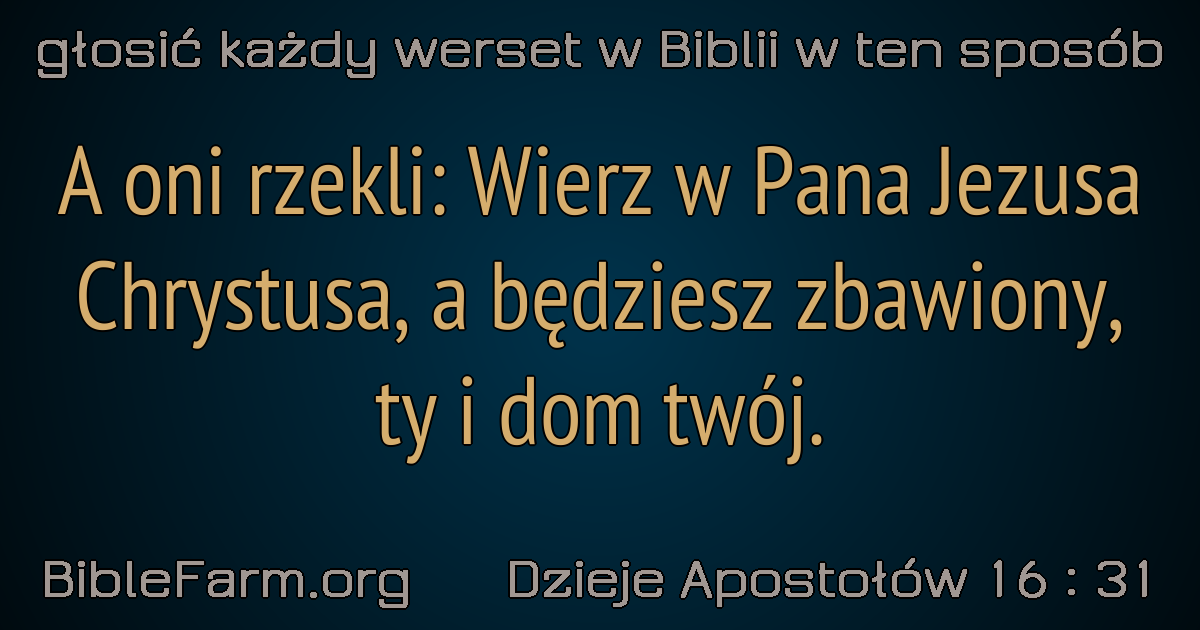 głosić każdy werset w Biblii w ten sposób
A oni rzekli: Wierz w Pana Jezusa
Chrystusa, a będziesz zbawiony,
ty i dom twój.
BibleFarm.org Dzieje Apostołów 16 : 31